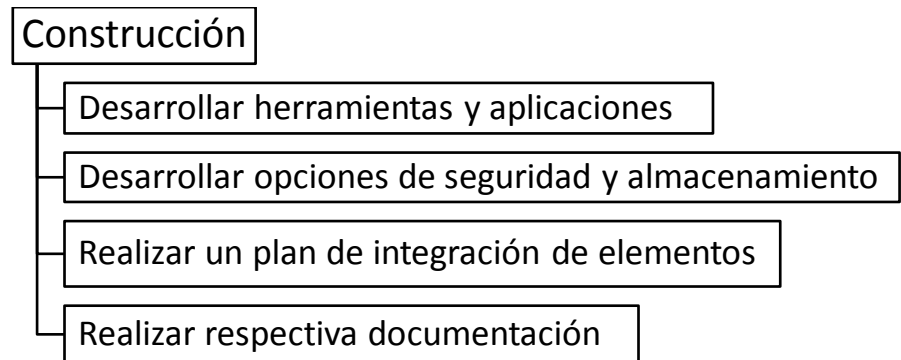 Construcción
Desarrollar herramientas y aplicaciones
Desarrollar opciones de seguridad y almacenamiento
Realizar un plan de integración de elementos
Realizar respectiva documentación